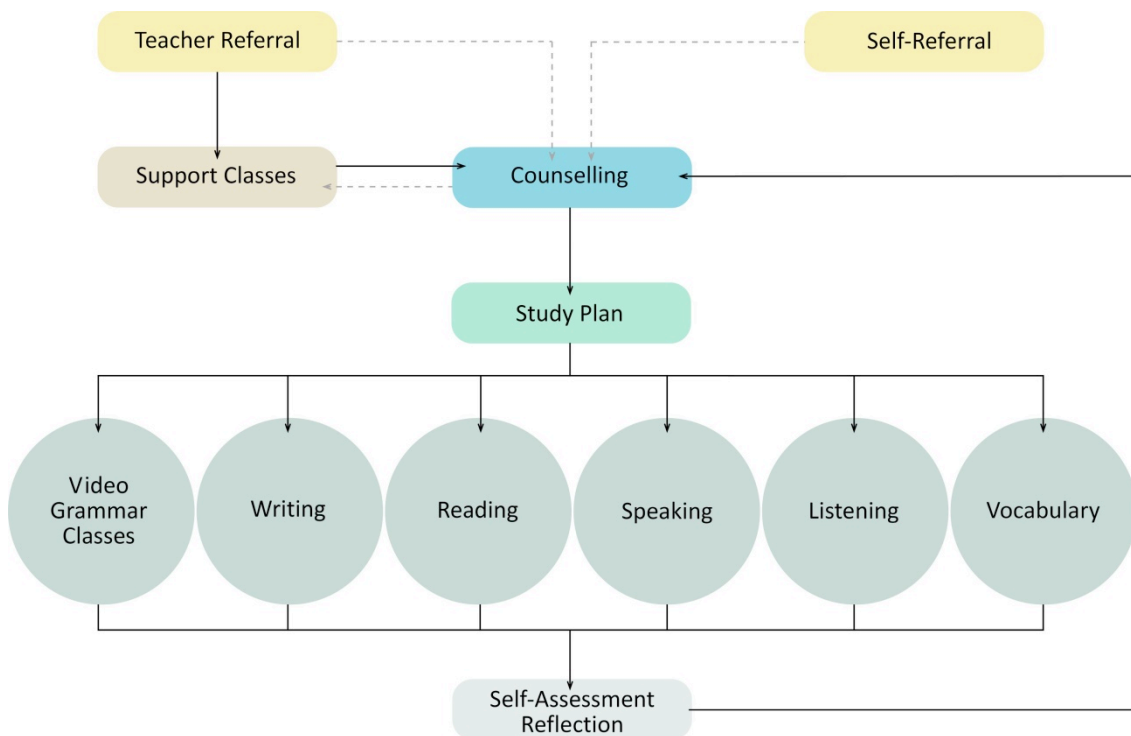 Teacher Referral
Self-Referral
Support Classes
Counselling
Study Plan
Video
Grammar
Classes
Writing
Reading
Speaking
Listening
Vocabulary
Self-Assessment
Reflection